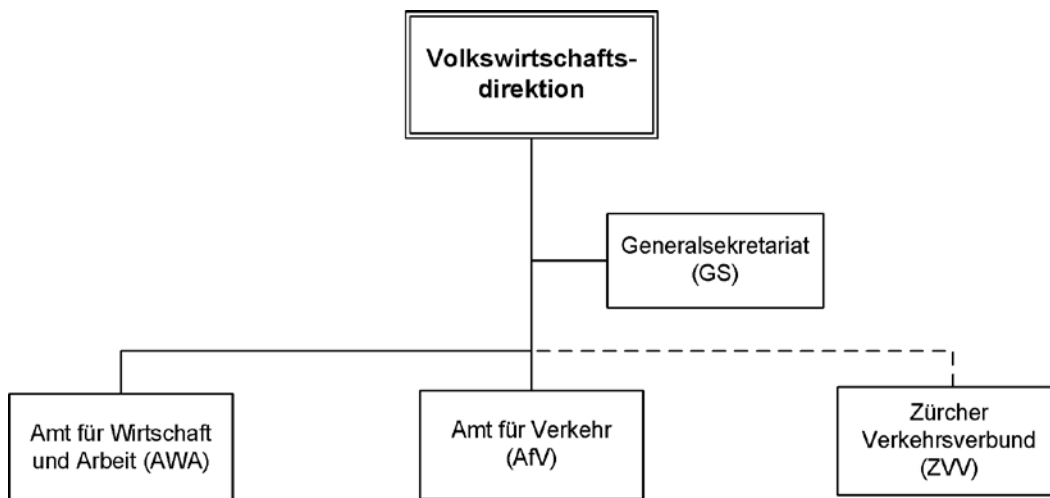 Volkswirtschafts-
direktion
Generalsekretariat
(GS)
Amt für Wirtschaft
und Arbeit (AWA)
Amt für Verkehr
(AfV)
Zürcher
Verkehrsverbund
(ZVV)